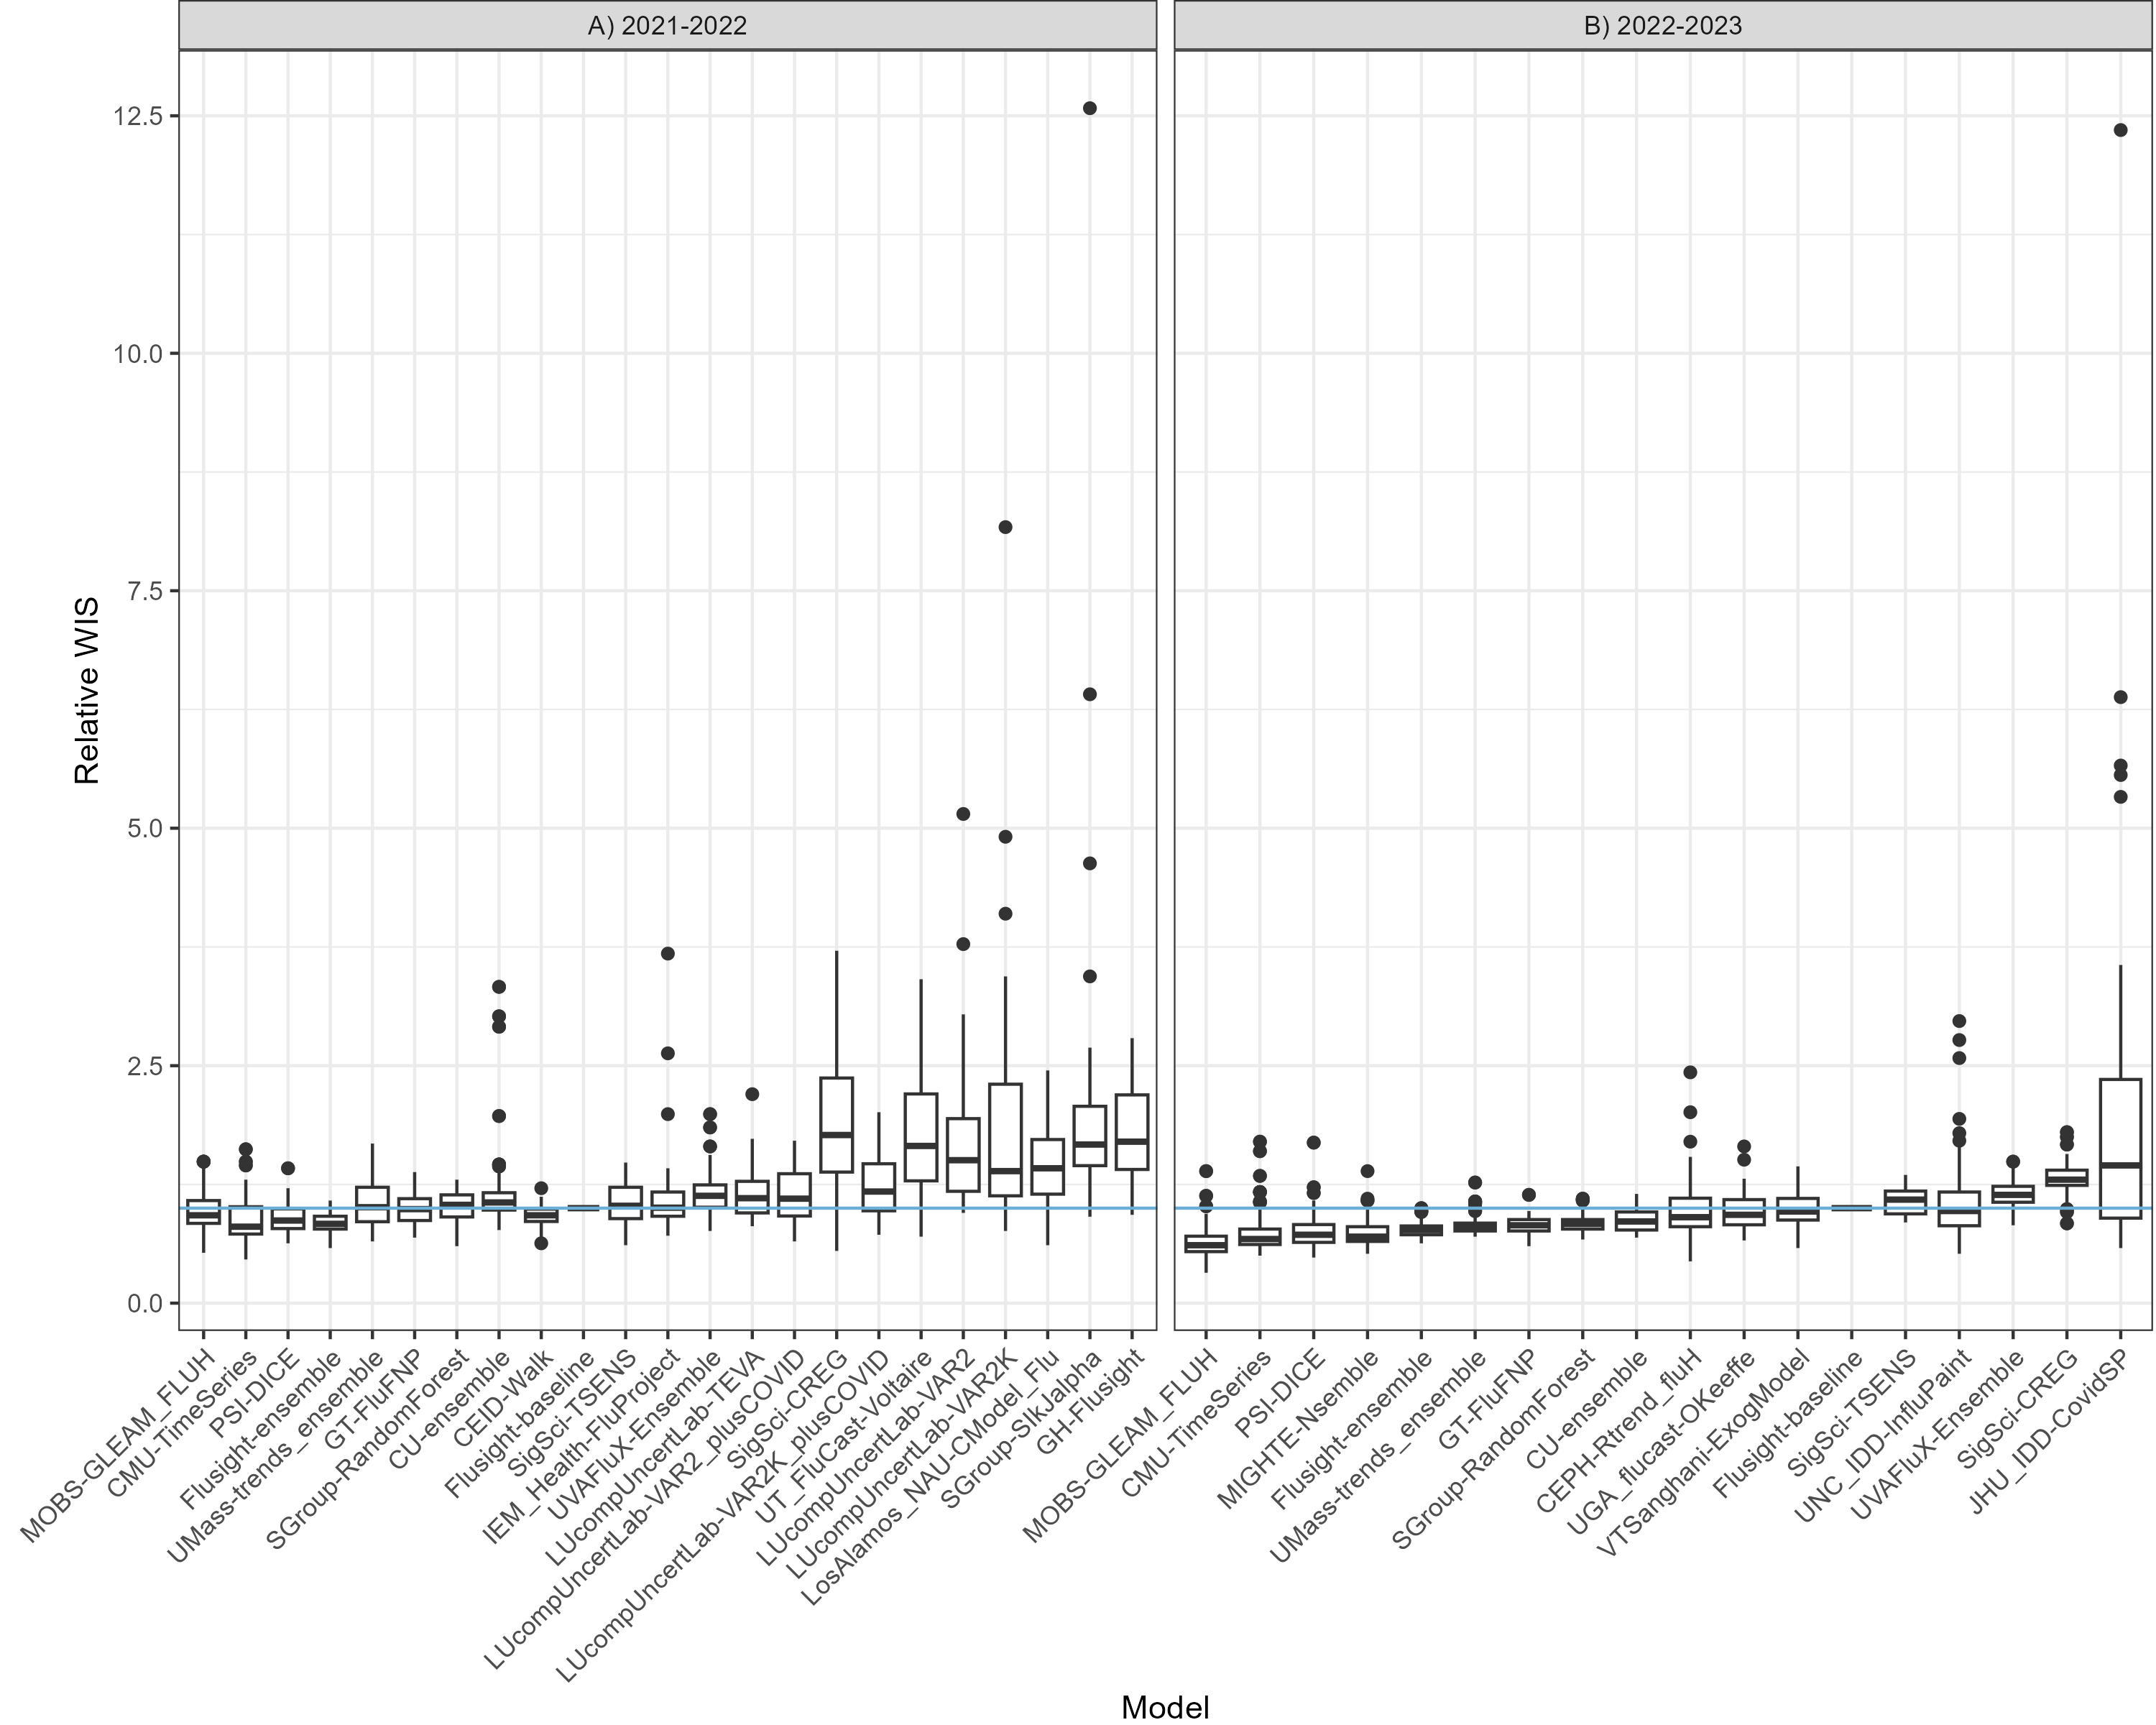 A) 2021-2022
B) 2022-2023
Relative WIS
12.5
10.0
7.5
5.0
2.5
0.0
MOBS-GLEAM_FLUH
CMU-TimeSeries
PSI-DICE
Flusight-ensemble
UMass-trends_ensemble
GT-FluFNP
SGroup-RandomForest
CU-ensemble
CEID-Walk
Flusight-baseline
SigSci-TSENS
IEM_Health-FluProject
UVAFluX-Ensemble
LUcompUncertLab-TEVA
LUcompUncertLab-VAR2_plusCOVID
SigSci-CREG
LUcompUncertLab-VAR2K_plusCOVID
UT_FluCast-Voltaire
LUcompUncertLab-VAR2
LUcompUncertLab-VAR2K
LosAlamos_NAU-CModel_Flu
SGroup-SIkJalpha
GH-Flusight
MOBS-GLEAM_FLUH
CMU-TimeSeries
PSI-DICE
MIGHTE-Nsemble
Flusight-ensemble
UMass-trends_ensemble
GT-FluFNP
SGroup-RandomForest
CU-ensemble
CEPH-Rtrend_fluH
UGA_flucast-OKeeffe
VTSanghani-ExogModel
Flusight-baseline
SigSci-TSENS
UNC_IDD-InfluPaint
UVAFluX-Ensemble
SigSci-CREG
JHU_IDD-CovidSP
Model